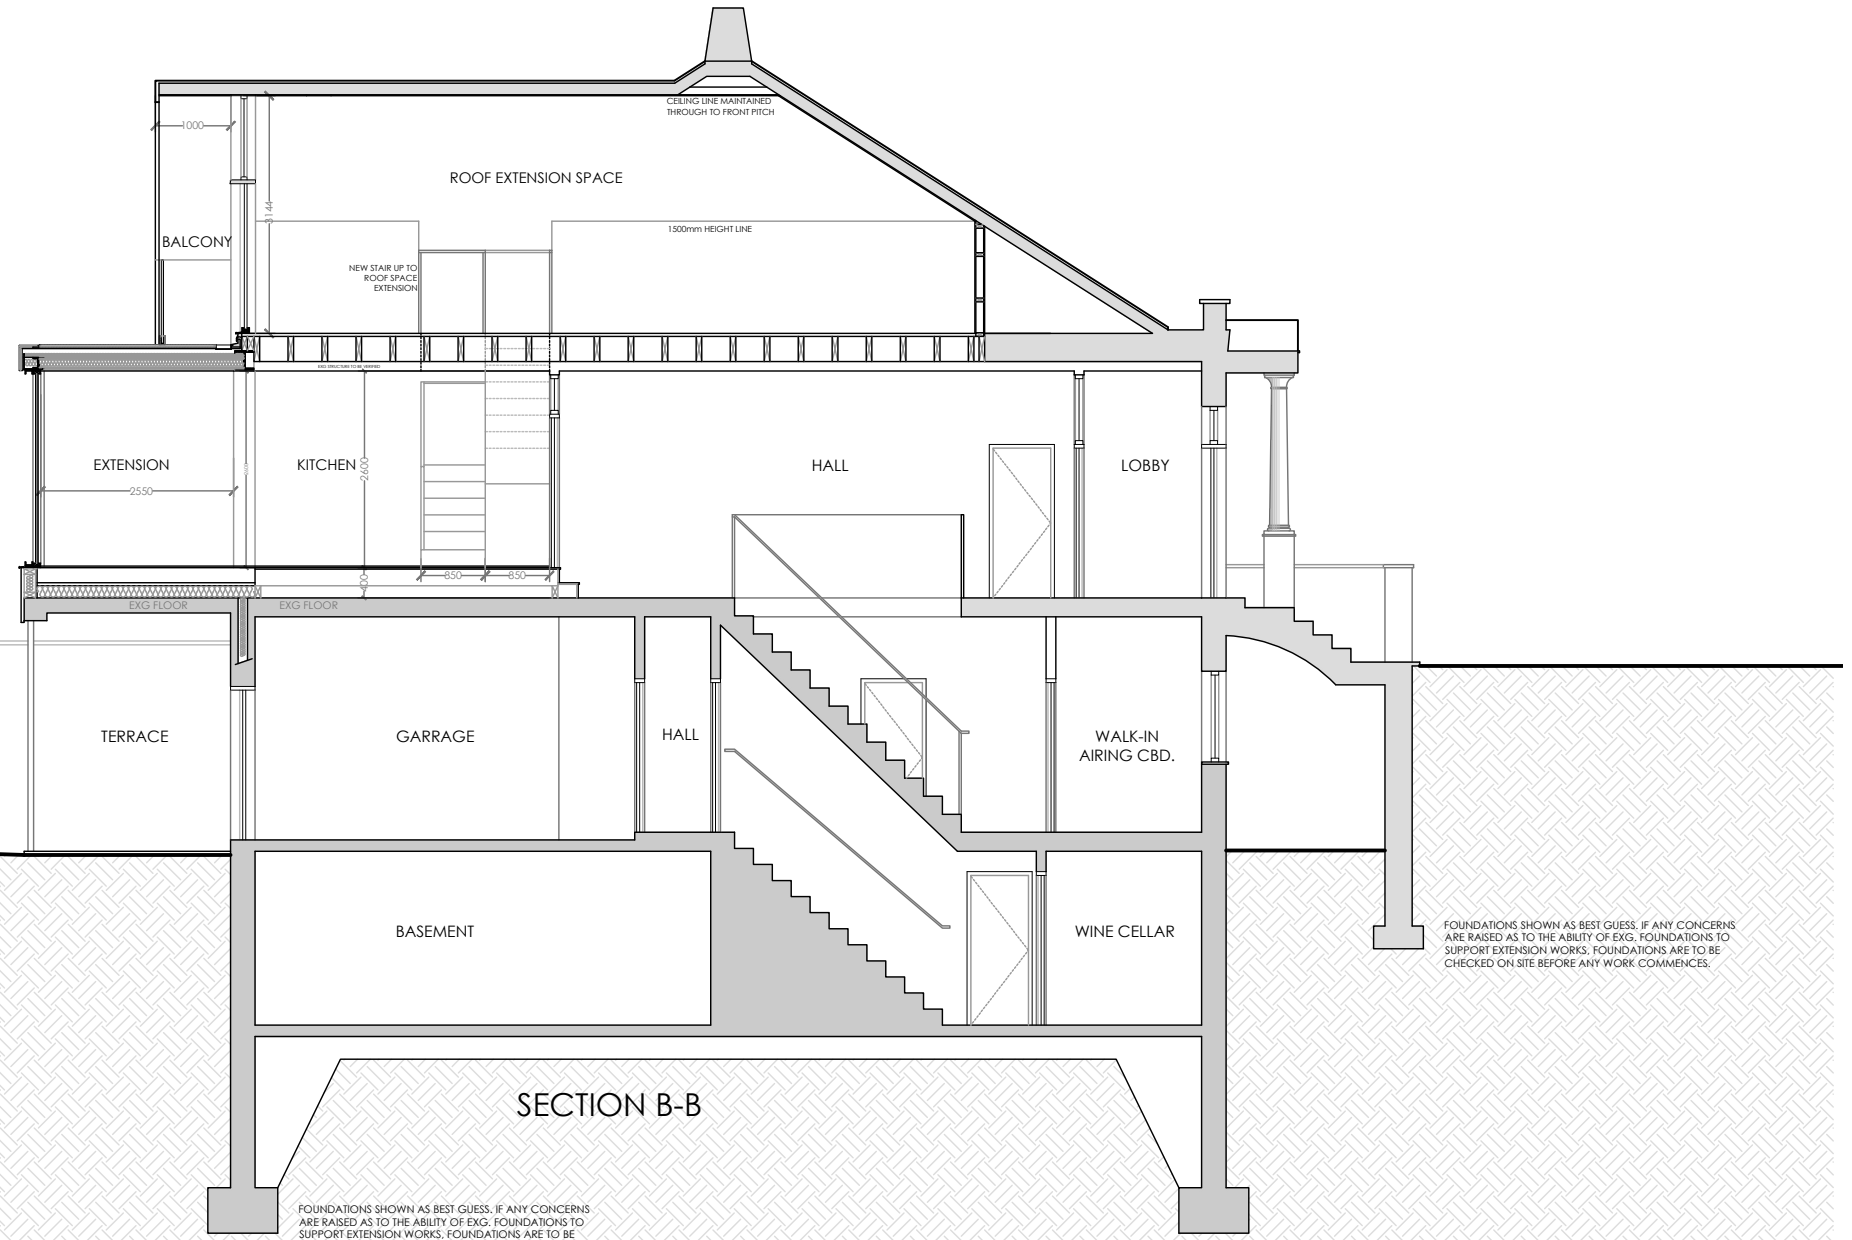 CEILING LINE MAINTAINED
THROUGH TO FRONT PITCH
1000
ROOF EXTENSION SPACE
3144
1500mm HEIGHT LINE
BALCONY
NEW STAIR UP TO
ROOF SPACE
EXTENSION
EXG STRUCTURE TO BE VERIFIED
EXTENSION
KITCHEN
2600
HALL
LOBBY
2550
850
850
400
EXG FLOOR
EXG FLOOR
TERRACE
GARRAGE
HALL
WALK-IN
AIRING CBD.
BASEMENT
WINE CELLAR
FOUNDATIONS SHOWN AS BEST GUESS. IF ANY CONCERNS
ARE RAISED AS TO THE ABILITY OF EXG. FOUNDATIONS TO
SUPPORT EXTENSION WORKS, FOUNDATIONS ARE TO BE
CHECKED ON SITE BEFORE ANY WORK COMMENCES.
SECTION B-B
FOUNDATIONS SHOWN AS BEST GUESS. IF ANY CONCERNS
ARE RAISED AS TO THE ABILITY OF EXG. FOUNDATIONS TO
SUPPORT EXTENSION WORKS, FOUNDATIONS ARE TO BE